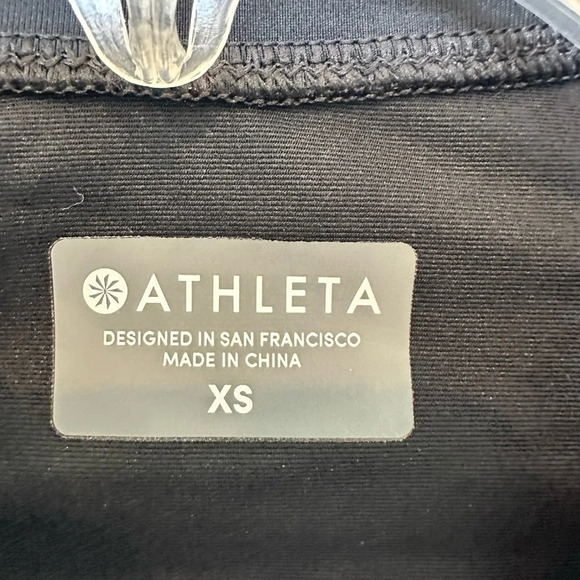 ATHLETA
DESIGNED IN SAN FRANCISCO
MADE IN CHINA
XS